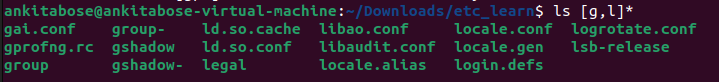 ankitabose@ankitabose-virtual-machine:~/Downloads/etc_learn$ ls [g,l]*
gai.conf group- ld.so.cache libao.conf locale.conf logrotate.conf
gprofng.rc gshadow ld.so.conf libaudit.conf locale.gen lsb-release
group gshadow- legal locale.alias login.defs